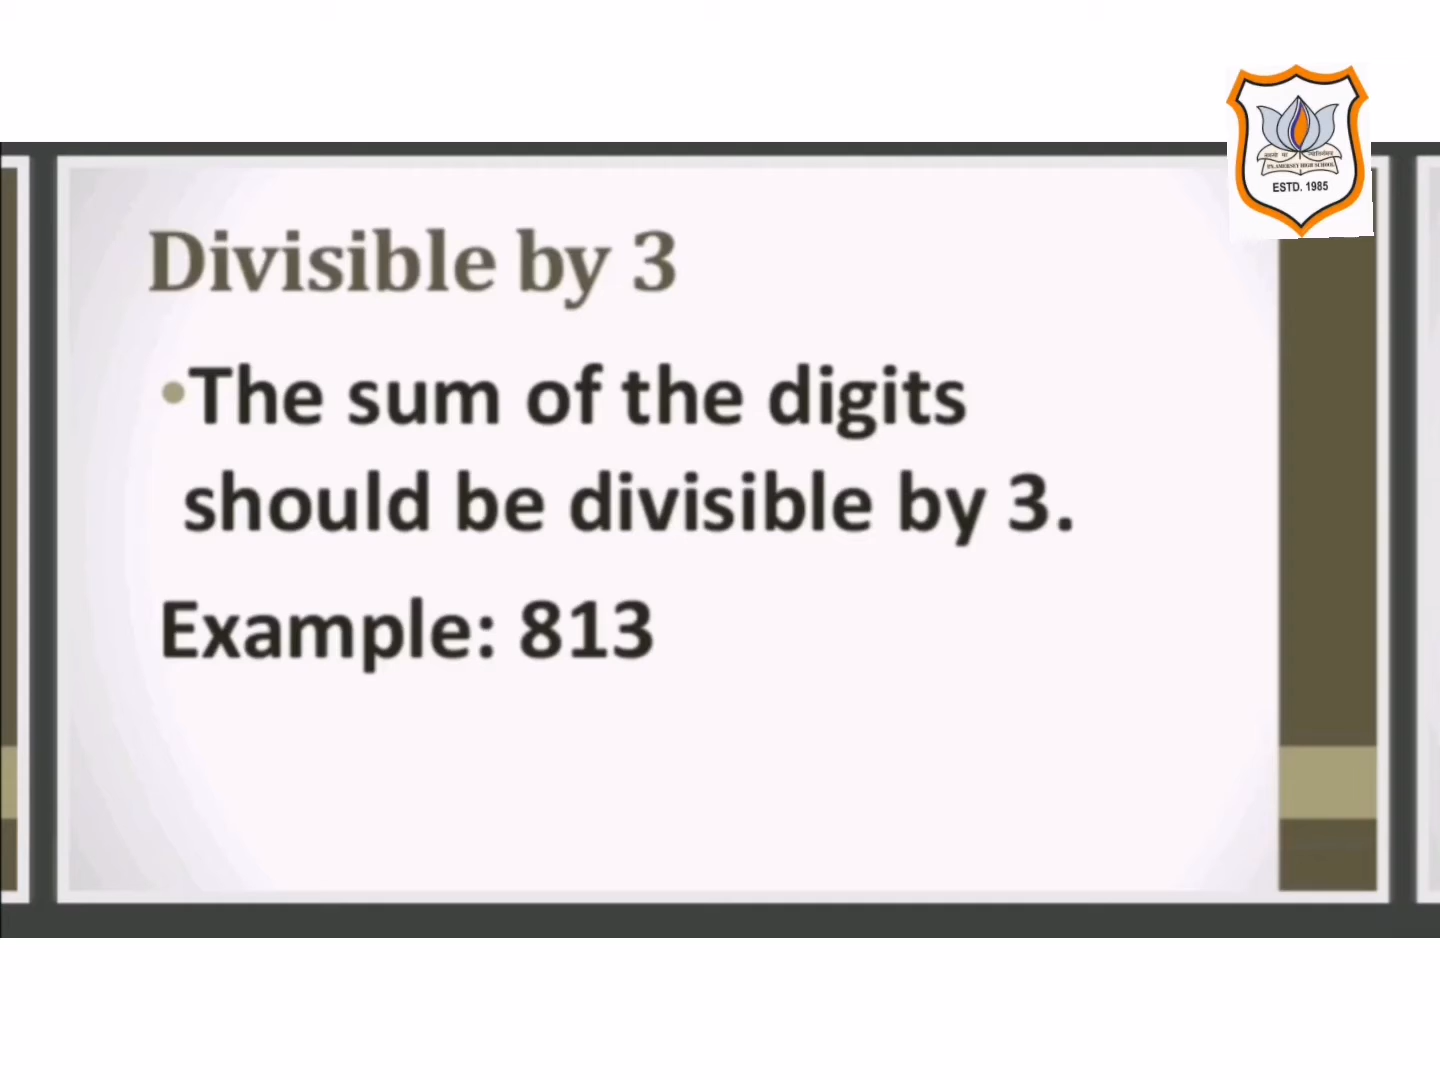 Divisible by 3
•The sum of the digits
should be divisible by 3.
Example: 813
ESTD. 1985